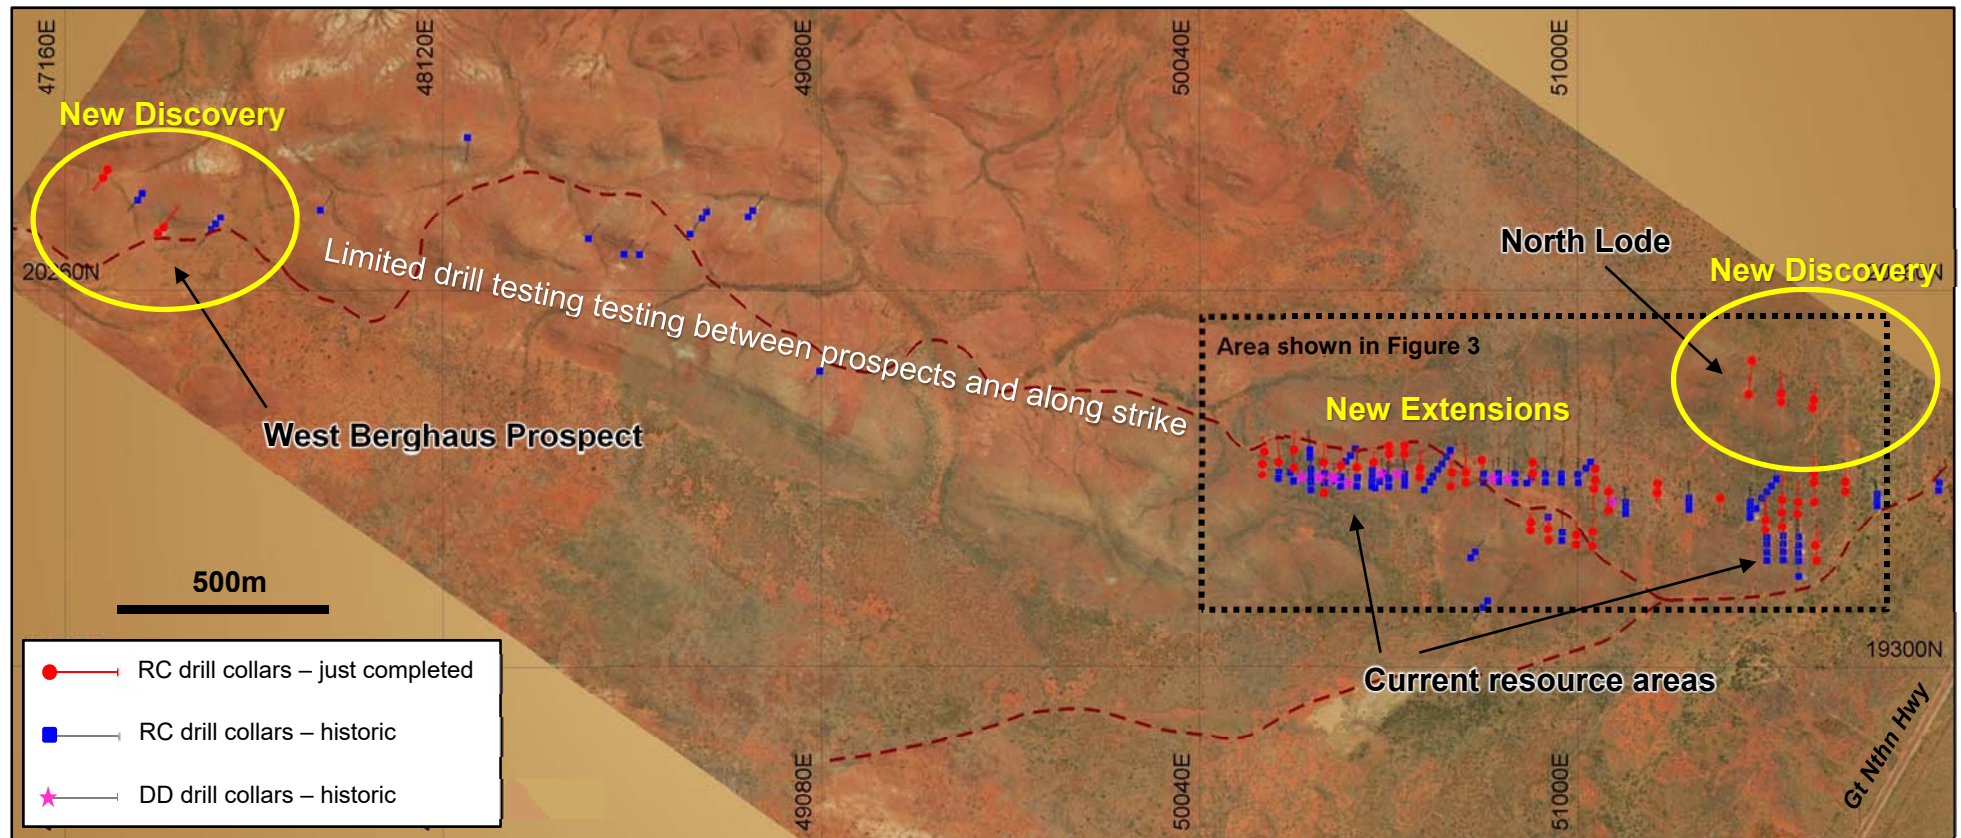 47160E
48120E
49080E
50040E
51000E
New Discovery
North Lode
20260N
New Discovery
Limited drill testing testing between prospects and along strike
Area shown in Figure 3
New Extensions
West Berghaus Prospect
500m
19300N
Current resource areas
RC drill collars – just completed
RC drill collars – historic
DD drill collars – historic
49080E
50040E
51000E
Gt Nthn Hwy